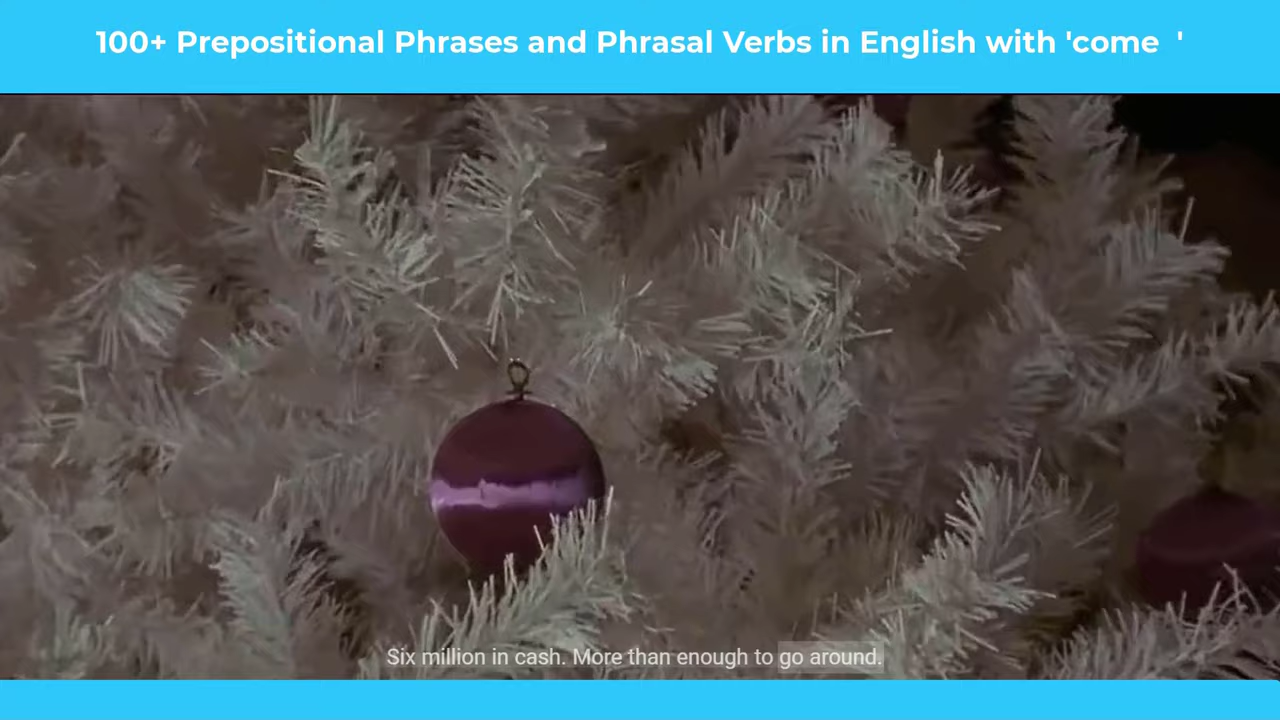 100+ Prepositional Phrases and Phrasal Verbs in English with 'come  '
Six million in cash. More than enough to go around.